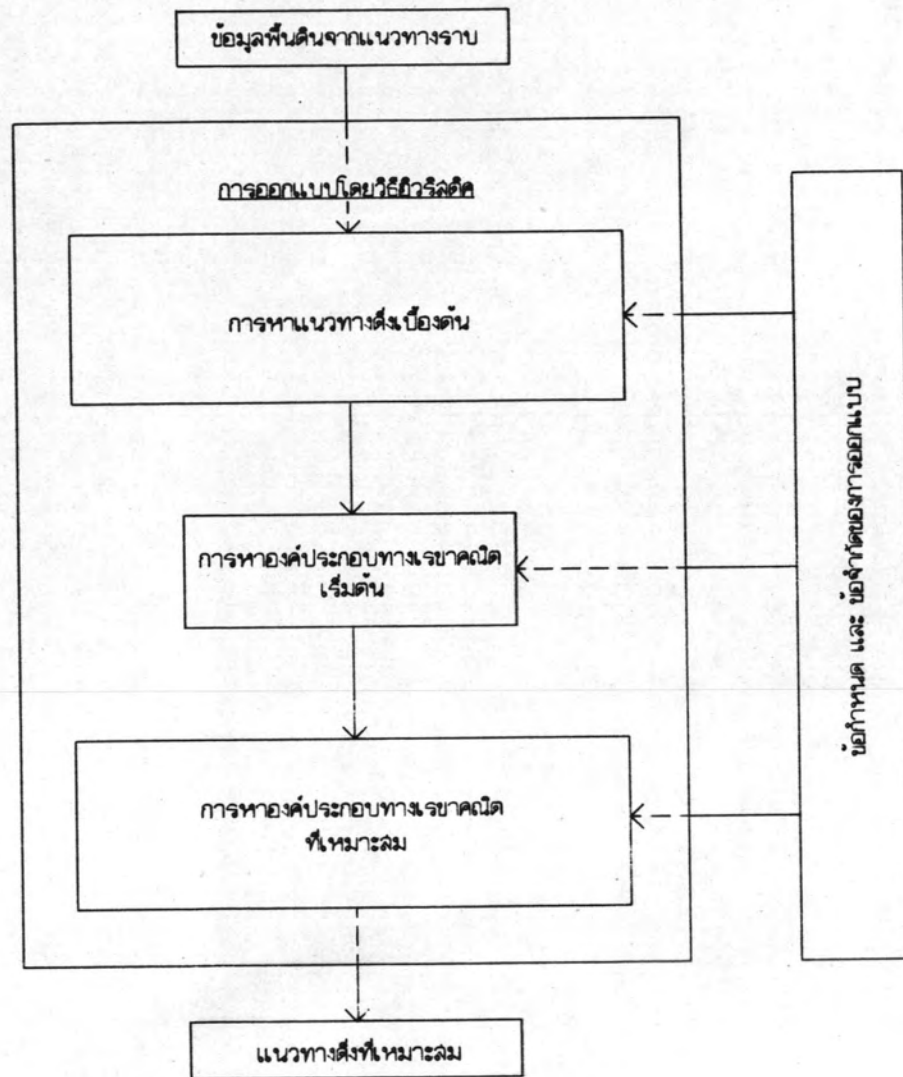 ข้อมูลพื้นดินจากแนวทางราบ
การออกแบบโดยวิธีฮิวริสติค
การหาแนวทางดิ่งเบื้องต้น
การหาองค์ประกอบทางเรขาคณิต
เริ่มต้น
การหาองค์ประกอบทางเรขาคณิต
ที่เหมาะสม
แนวทางดิ่งที่เหมาะสม
ข้อกำหนด และ ข้อจำกัดของการออกแบบ